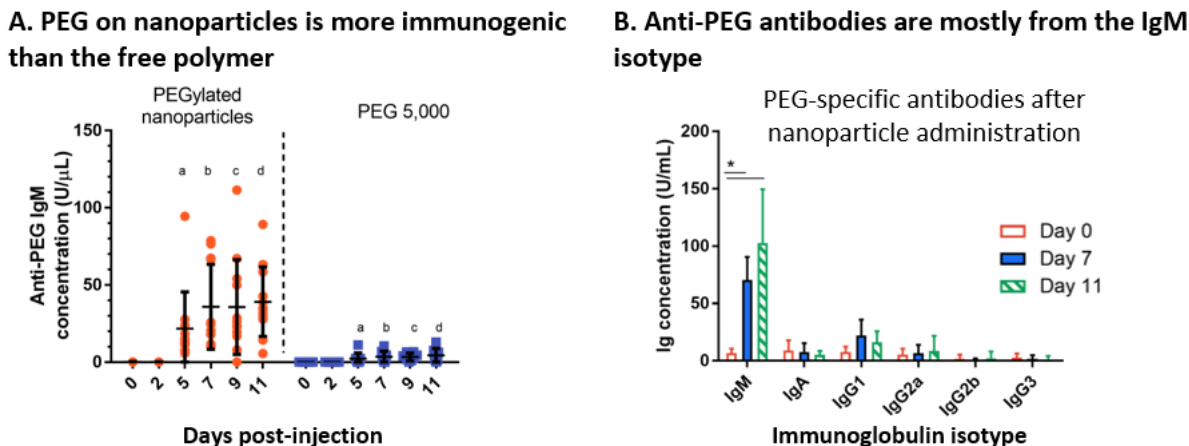 A. PEG on nanoparticles is more immunogenic
than the free polymer
PEGylated
nanoparticles
PEG 5,000
Anti-PEG IgM
concentration (U/μL)
150
100
50
0
a
b
c
d
a
b
c
d
0
2
5
7
9
11
0
2
5
7
9
11
Days post-injection
B. Anti-PEG antibodies are mostly from the IgM
isotype
PEG-specific antibodies after
nanoparticle administration
Ig concentration (U/mL)
200
150
100
50
0
*
Day 0
Day 7
Day 11
IgM
IgA
IgG1
IgG2a
IgG2b
IgG3
Immunoglobulin isotype